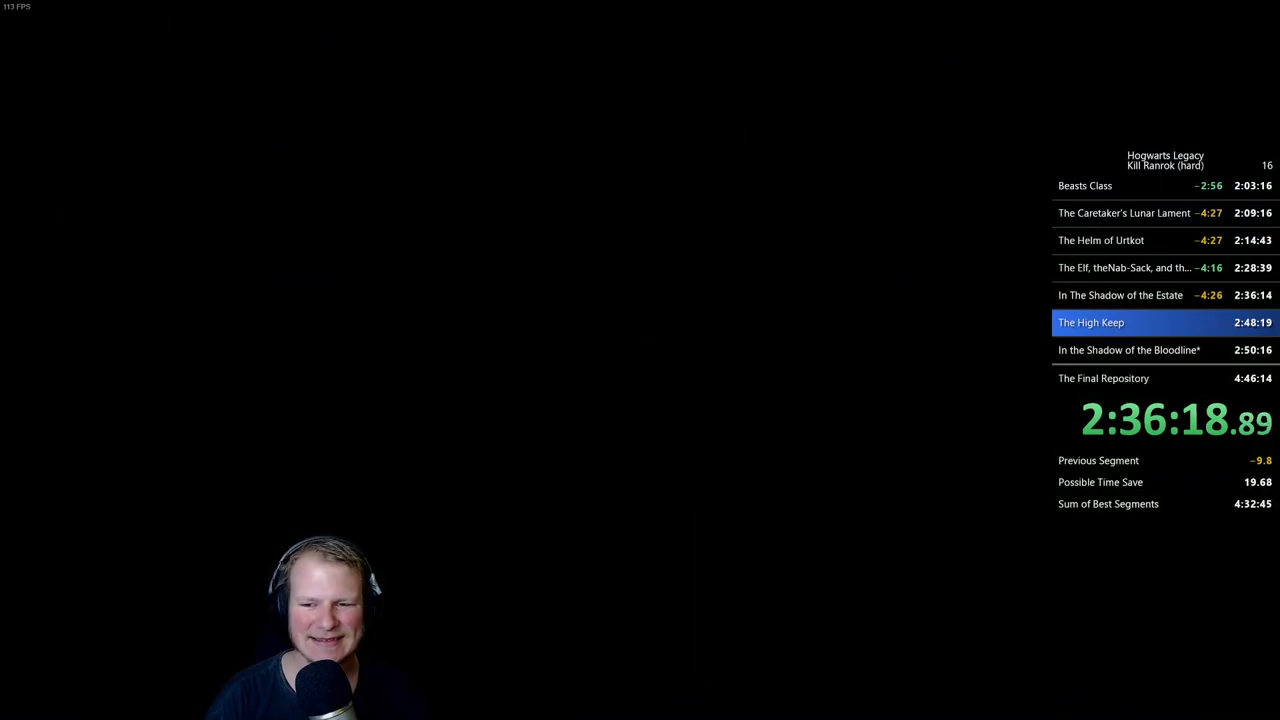 113 FPS
Hogwarts Legacy
Kill Ranrok (hard) 16
Beasts Class −2:56 2:03:16
The Caretaker's Lunar Lament −4:27 2:09:16
The Helm of Urtkot −4:27 2:14:43
The Elf, theNab-Sack, and th... −4:16 2:28:39
In The Shadow of the Estate −4:26 2:36:14
The High Keep 2:48:19
In the Shadow of the Bloodline* 2:50:16
The Final Repository 4:46:14
2:36:18.89
Previous Segment −9.8
Possible Time Save 19.68
Sum of Best Segments 4:32:45